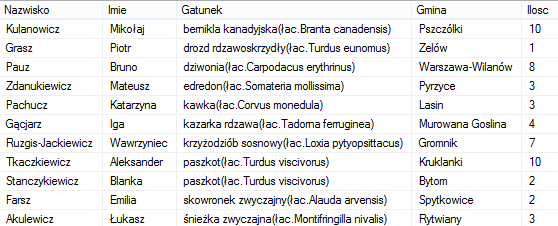 Nazwisko Imie Gatunek Gmina Ilosc
Kulanowicz Mikołaj bernikla kanadyjska(łac.Branta canadensis) Pszczółki 10
Grasz Piotr drozd rdzawoskrzydły(łac.Turdus eunomus) Zelów 1
Pauz Bruno dziwonia(łac.Carpodacus erythrinus) Warszawa-Wilanów 8
Zdanukiewicz Mateusz edredon(łac.Somateria mollissima) Pyrzyce 3
Pachucz Katarzyna kawka(łac.Corvus monedula) Lasin 3
Gącjarz Iga kazarka rdzawa(łac.Tadorna ferruginea) Murowana Goslina 4
Ruzgis-Jackiewicz Wawrzyniec krzyżodziób sosnowy(łac.Loxia pytyopsittacus) Gromnik 7
Tkaczkiewicz Aleksander paszkot(łac.Turdus viscivorus) Kruklanki 10
Stanczykiewicz Blanka paszkot(łac.Turdus viscivorus) Bytom 2
Farsz Emilia skowronek zwyczajny(łac.Alauda arvensis) Spytkowice 2
Akulewicz Łukasz śnieżka zwyczajna(łac.Montifringilla nivalis) Rytwiany 3